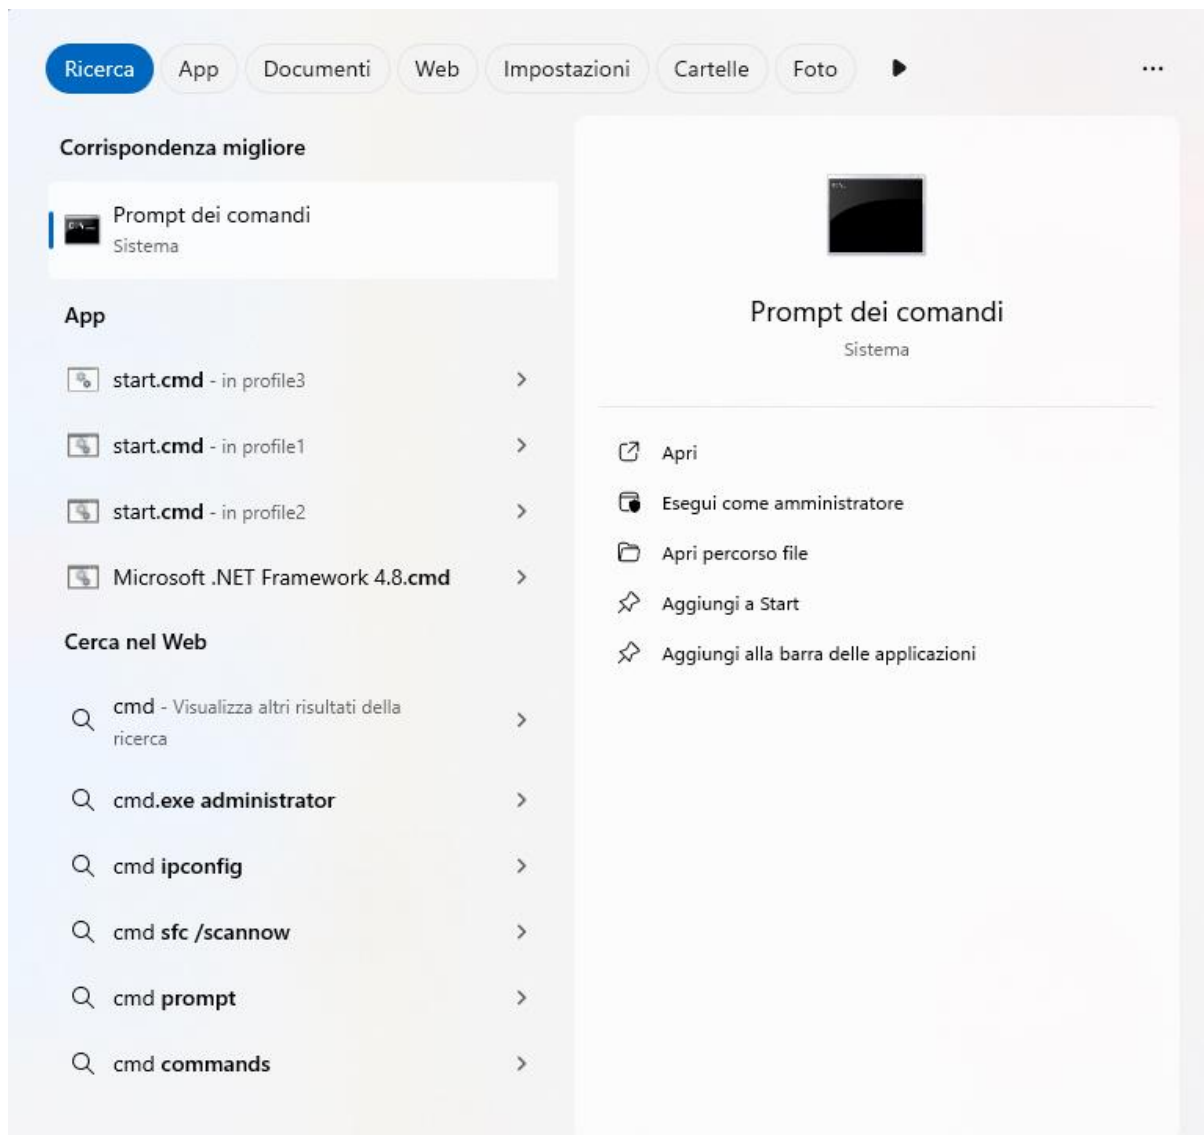 Ricerca App Documenti Web Impostazioni Cartelle Foto
Corrispondenza migliore
Prompt dei comandi
Sistema
App
start.cmd - in profile3
start.cmd - in profile1
start.cmd - in profile2
Microsoft .NET Framework 4.8.cmd
Cerca nel Web
cmd - Visualizza altri risultati della
ricerca
cmd.exe administrator
cmd ipconfig
cmd sfc /scannow
cmd prompt
cmd commands
Prompt dei comandi
Sistema
Apri
Esegui come amministratore
Apri percorso file
Aggiungi a Start
Aggiungi alla barra delle applicazioni